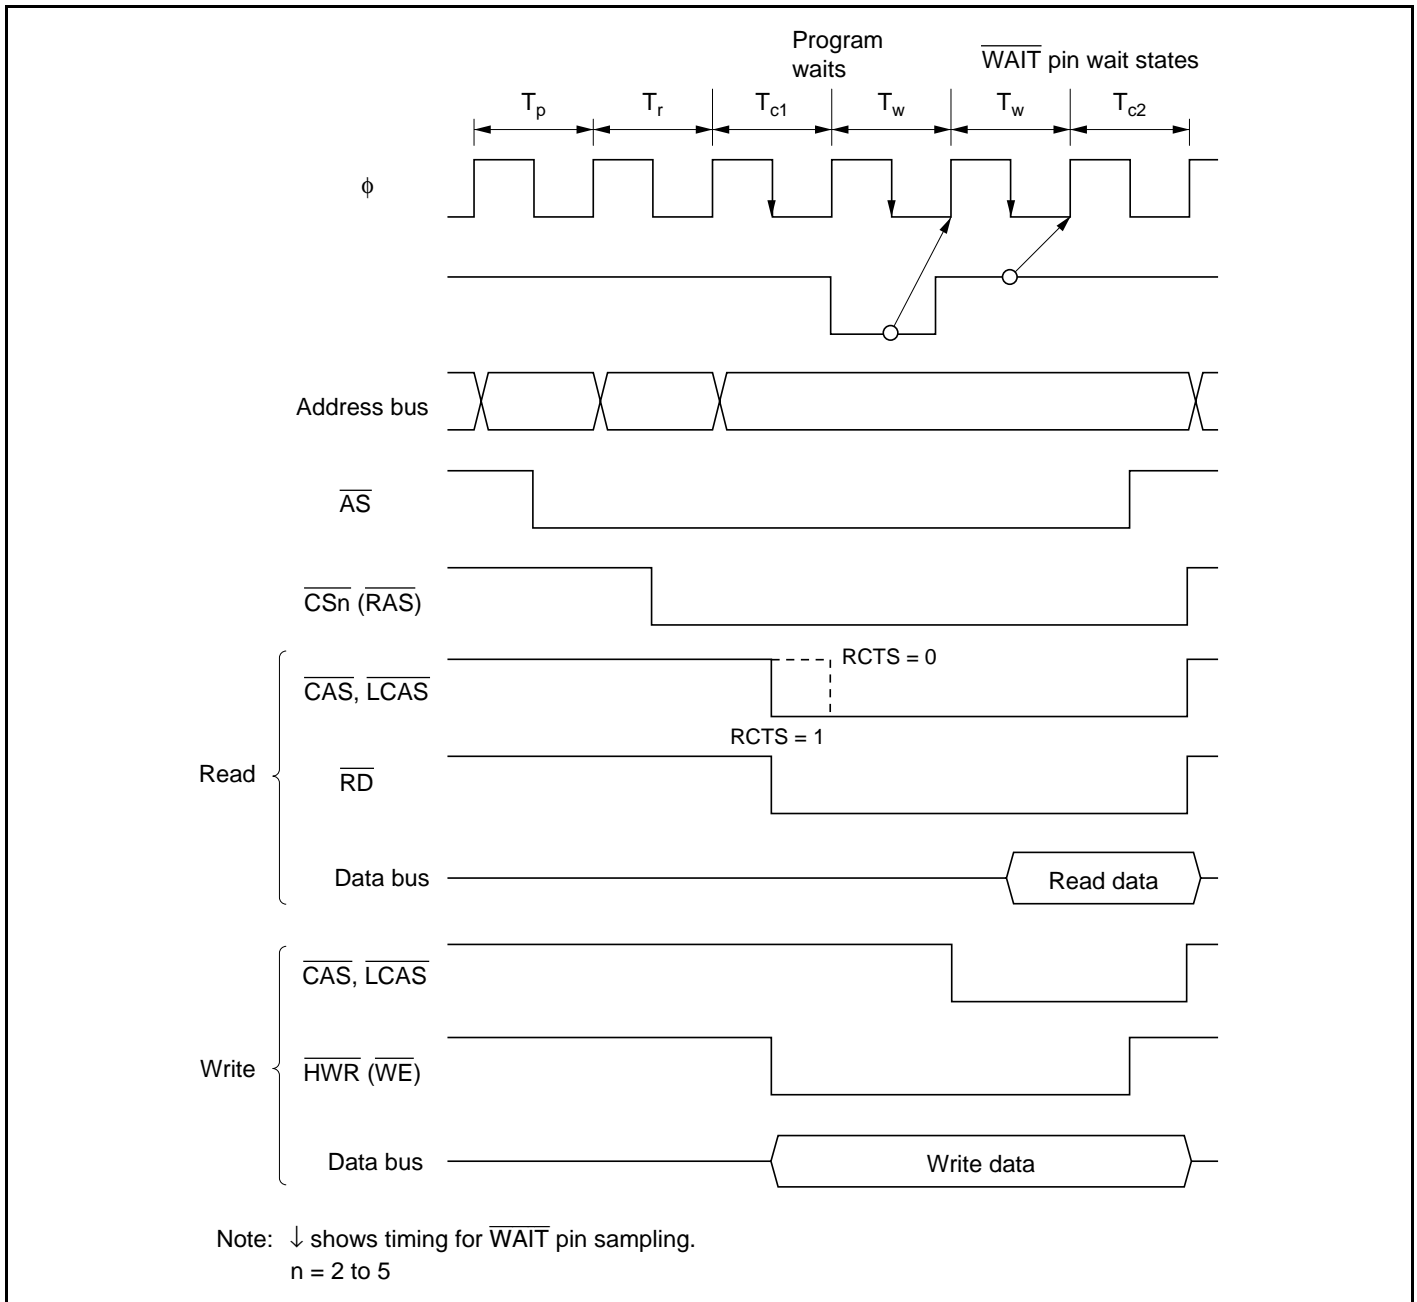 Program
waits
WAIT pin wait states
Tp Tr Tc1 Tw Tw Tc2
ϕ
Address bus
AS
CSn (RAS)
RCTS = 0
CAS, LCAS
RCTS = 1
Read
RD
Data bus
Read data
CAS, LCAS
Write
HWR (WE)
Data bus
Write data
Note: ↓ shows timing for WAIT pin sampling.
n = 2 to 5